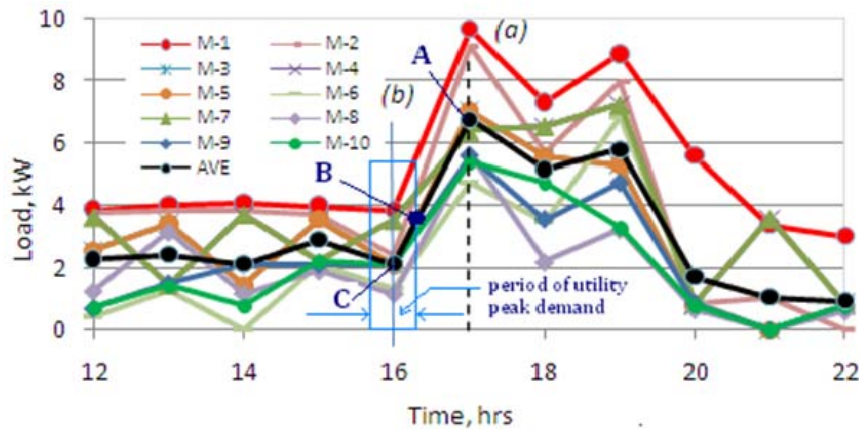 10
8
6
4
2
0
Load, kW
M-1
M-2
M-3
M-4
M-5
M-6
M-7
M-8
M-9
M-10
AVE
(a)
A
(b)
B
C
period of utility
peak demand
12
14
16
18
20
22
Time, hrs